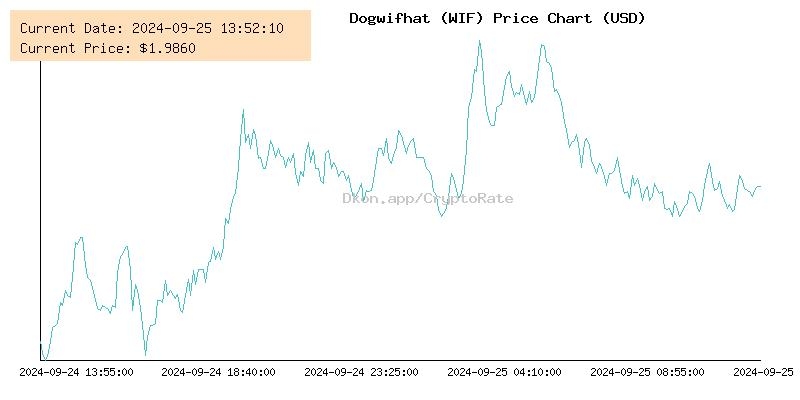 Dogwifhat (WIF) Price Chart (USD)
Current Date: 2024-09-25 13:52:10
Current Price: $1.9860
Dkon.app/CryptoRate
2024-09-24 13:55:00 2024-09-24 18:40:00 2024-09-24 23:25:00 2024-09-25 04:10:00 2024-09-25 08:55:00 2024-09-25